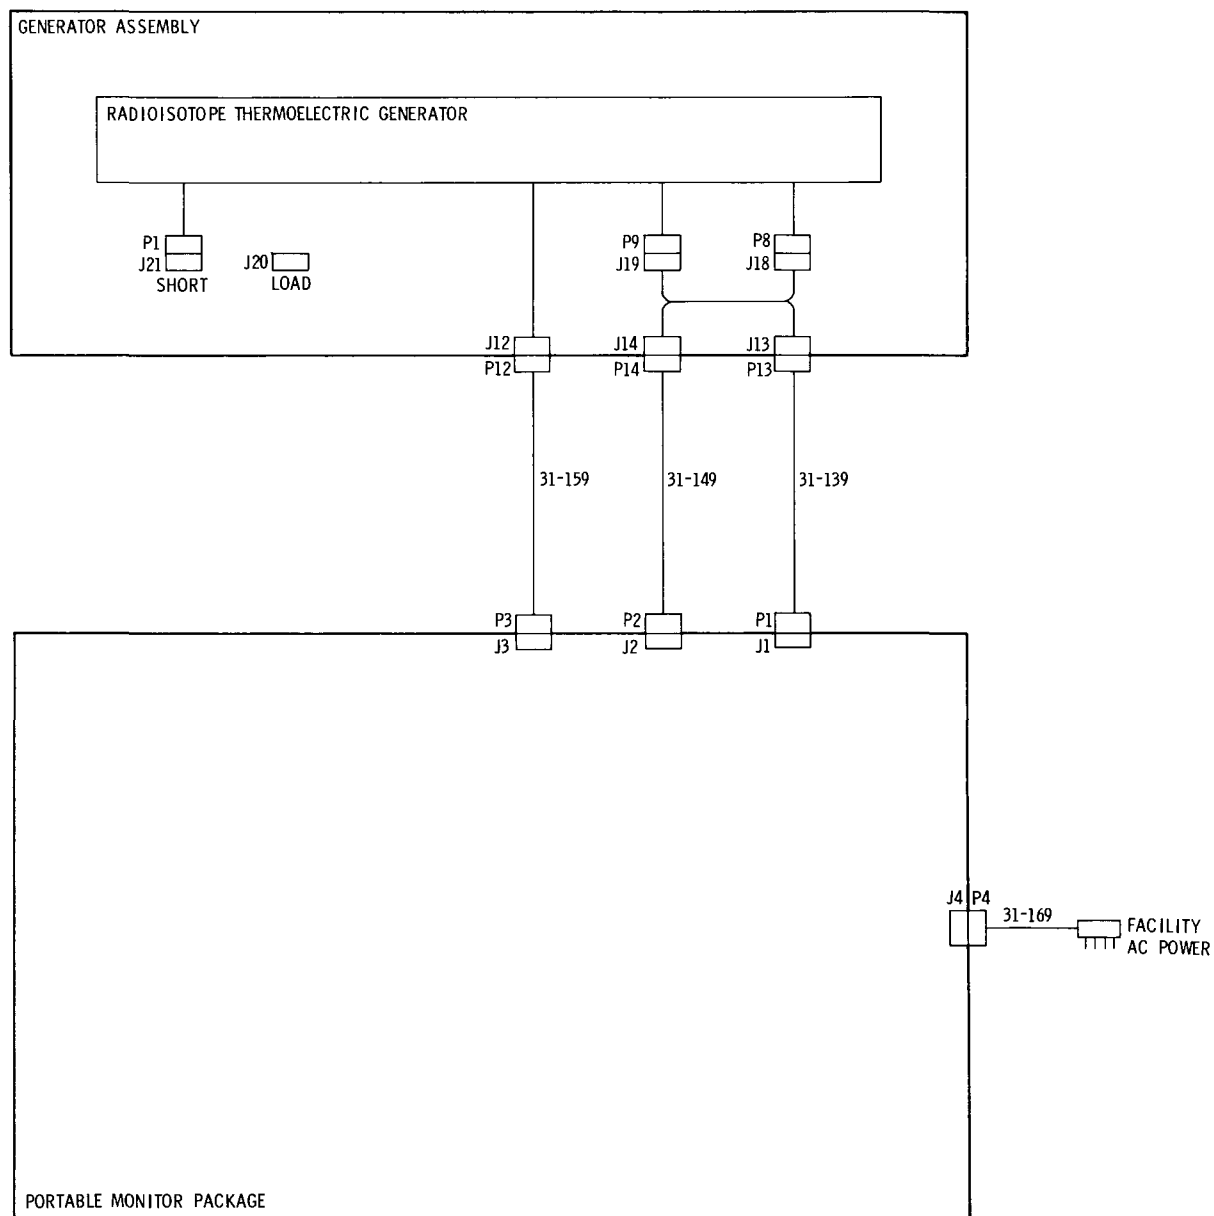 GENERATOR ASSEMBLY
RADIOISOTOPE THERMOELECTRIC GENERATOR
P1
J21
SHORT
J20
LOAD
P9
J19
P8
J18
J12
P12
J14
P14
J13
P13
31-159
31-149
31-139
P3
J3
P2
J2
P1
J1
J4 P4
31-169
FACILITY
AC POWER
PORTABLE MONITOR PACKAGE